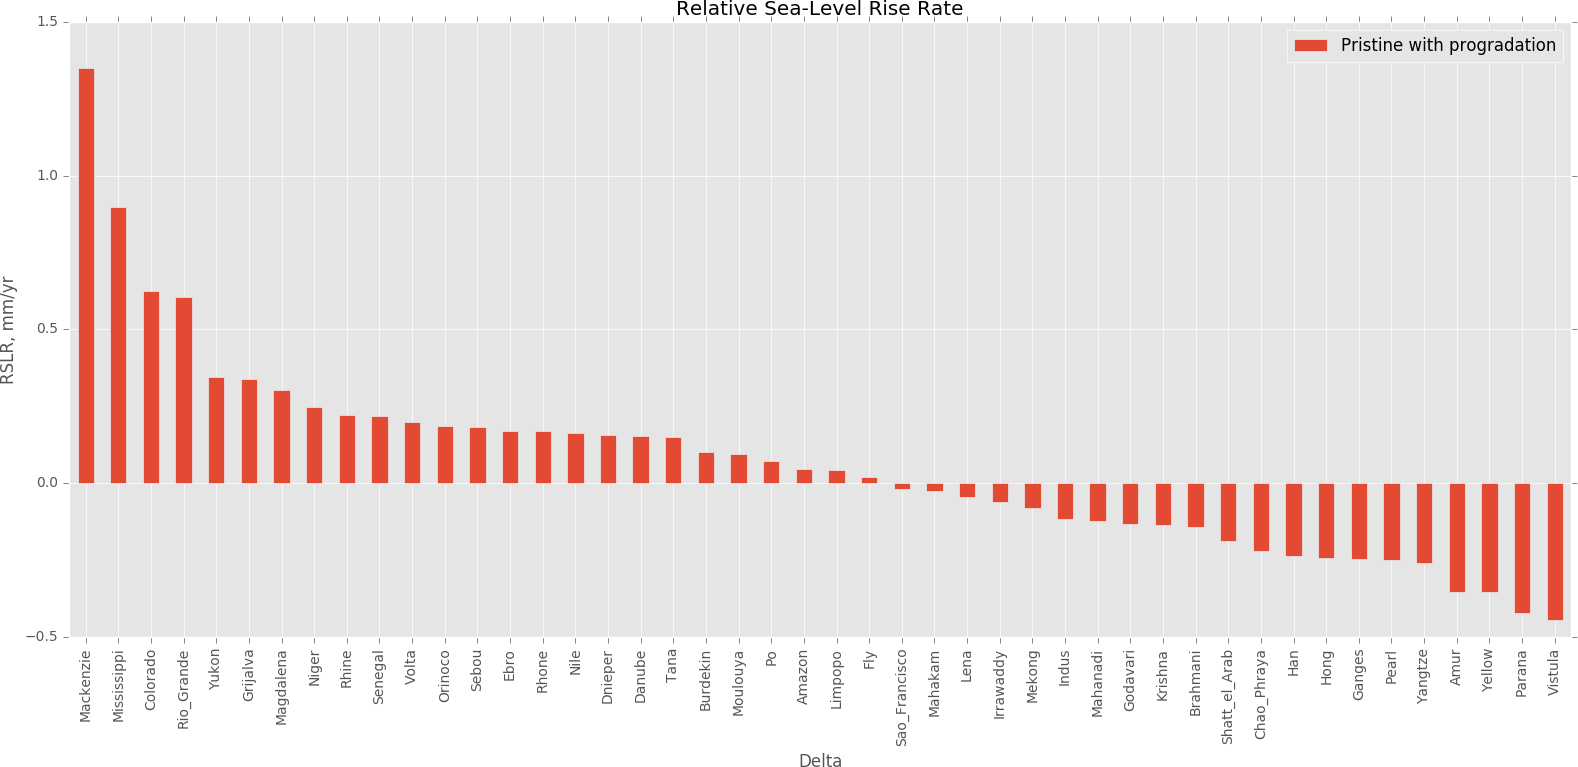 Relative Sea-Level Rise Rate
Pristine with progradation
RSLR, mm/yr
1.5
1.0
0.5
0.0
−0.5
Mackenzie
Mississippi
Colorado
Rio_Grande
Yukon
Grijalva
Magdalena
Niger
Rhine
Senegal
Volta
Orinoco
Sebou
Ebro
Rhone
Nile
Dnieper
Danube
Tana
Burdekin
Moulouya
Po
Amazon
Limpopo
Fly
Sao_Francisco
Mahakam
Lena
Irrawaddy
Mekong
Indus
Mahanadi
Godavari
Krishna
Brahmani
Shatt_el_Arab
Chao_Phraya
Han
Hong
Ganges
Pearl
Yangtze
Amur
Yellow
Parana
Vistula
Delta